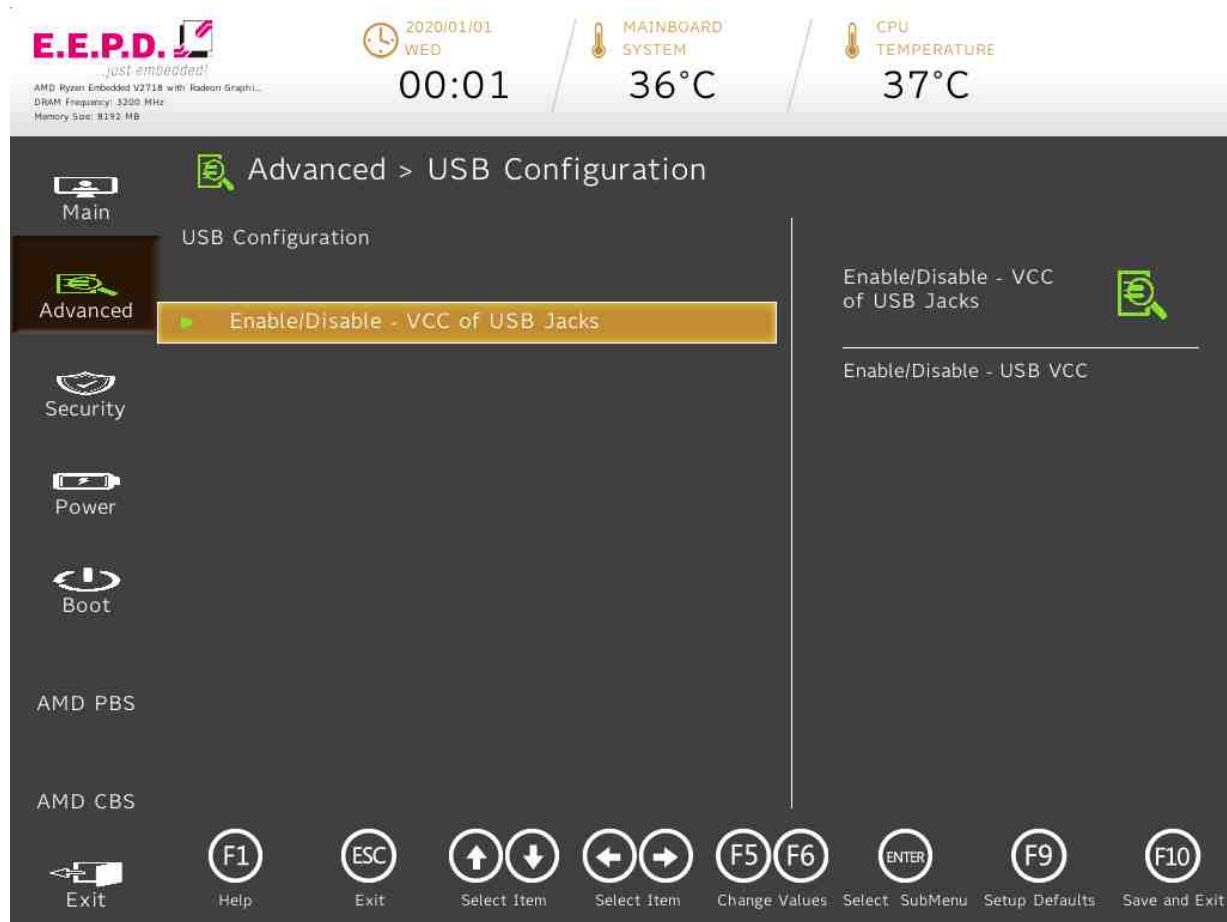 E.E.P.D.
...just embedded!
AMD Ryzen Embedded V2718 with Radeon Graphi...
DRAM Frequency: 3200 MHz
Memory Size: 8192 MB
2020/01/01
WED
00:01
MAINBOARD
SYSTEM
36°C
CPU
TEMPERATURE
37°C
Main
Advanced
Security
Power
Boot
AMD PBS
AMD CBS
Exit
Advanced > USB Configuration
USB Configuration
Enable/Disable - VCC of USB Jacks
Enable/Disable - VCC
of USB Jacks
Enable/Disable - USB VCC
F1
Help
ESC
Exit
Select Item
Select Item
F5 F6
Change Values
ENTER
Select SubMenu
F9
Setup Defaults
F10
Save and Exit